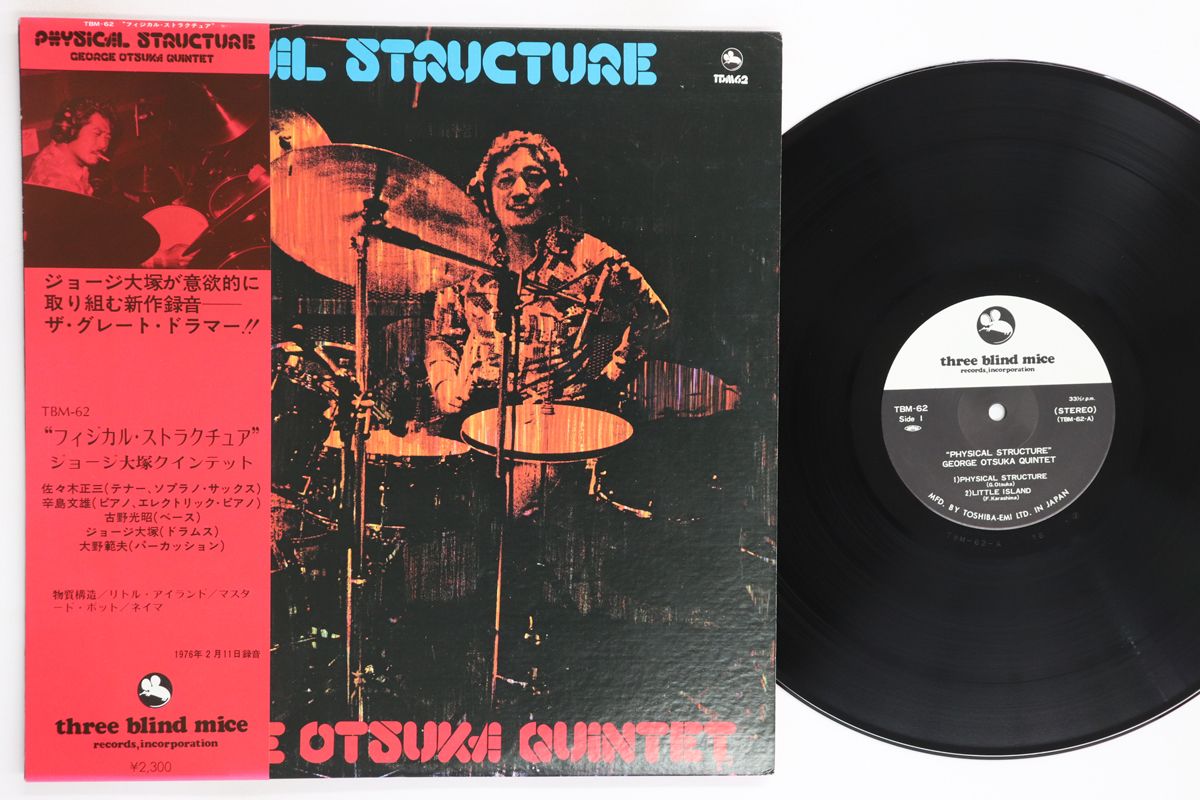 TBM-62 "フィジカル・ストラクチュア"
PHYSICAL STRUCTURE
GEORGE OTSUKA QUINTET
ジョージ大塚が意欲的に
取り組む新作録音――
ザ・グレート・ドラマー!!
TBM-62
"フィジカル・ストラクチュア"
ジョージ大塚クインテット
佐々木正三(テナー、ソプラノ・サックス)
辛島文雄(ピアノ、エレクトリック・ピアノ)
古野光昭(ベース)
ジョージ大塚(ドラムス)
大野範夫(パーカッション)
物質構造/リトル・アイランド/マスタ
ード・ポット/ネイマ
1976年2月11日録音
three blind mice
records, incorporation
¥2,300
AL STRUCTURE
TBM62
E OTSUKA QUINTET
three blind mice
records, incorporation
TBM-62
Side 1
33⅓r.p.m.
(STEREO)
(TBM-62-A)
"PHYSICAL STRUCTURE"
GEORGE OTSUKA QUINTET
1)PHYSICAL STRUCTURE
(G.Otsuka)
2)LITTLE ISLAND
(F.Karashima)
MFD. BY TOSHIBA-EMI LTD. IN JAPAN
TBM-62-A